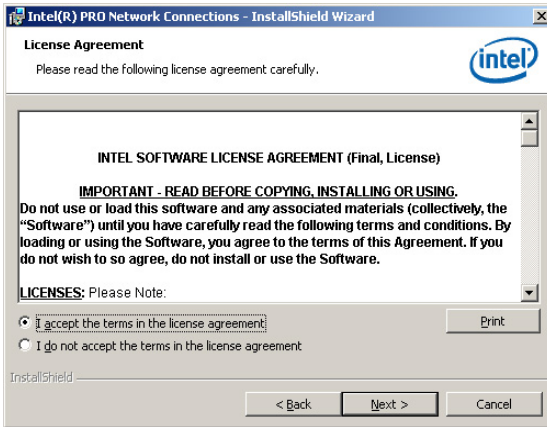 Intel(R) PRO Network Connections - InstallShield Wizard
License Agreement
Please read the following license agreement carefully.
intel
INTEL SOFTWARE LICENSE AGREEMENT (Final, License)
IMPORTANT - READ BEFORE COPYING, INSTALLING OR USING.
Do not use or load this software and any associated materials (collectively, the
“Software”) until you have carefully read the following terms and conditions. By
loading or using the Software, you agree to the terms of this Agreement. If you
do not wish to so agree, do not install or use the Software.
LICENSES: Please Note:
I accept the terms in the license agreement
Print
I do not accept the terms in the license agreement
InstallShield
< Back
Next >
Cancel